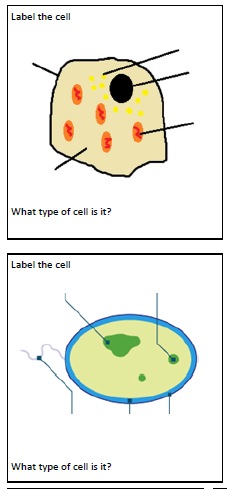 Label the cell
What type of cell is it?
Label the cell
What type of cell is it?